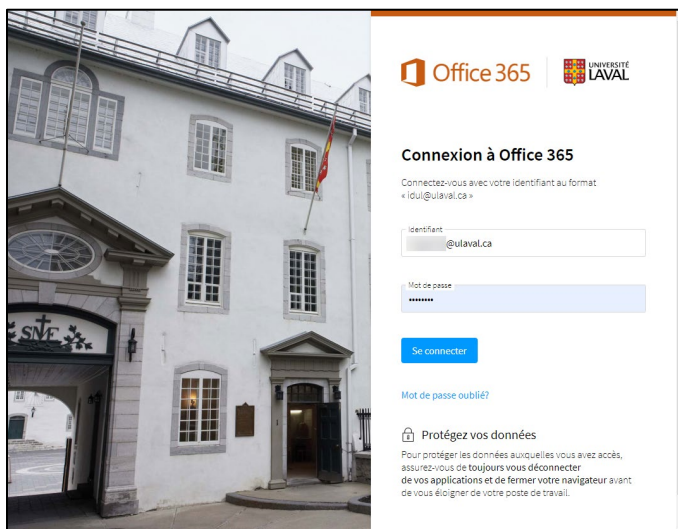 SME
Office 365
UNIVERSITÉ
LAVAL
Connexion à Office 365
Connectez-vous avec votre identifiant au format
« idul@ulaval.ca »
Identifiant
@ulaval.ca
Mot de passe
••••••••
Se connecter
Mot de passe oublié?
Protégez vos données
Pour protéger les données auxquelles vous avez accès,
assurez-vous de toujours vous déconnecter
de vos applications et de fermer votre navigateur avant
de vous éloigner de votre poste de travail.